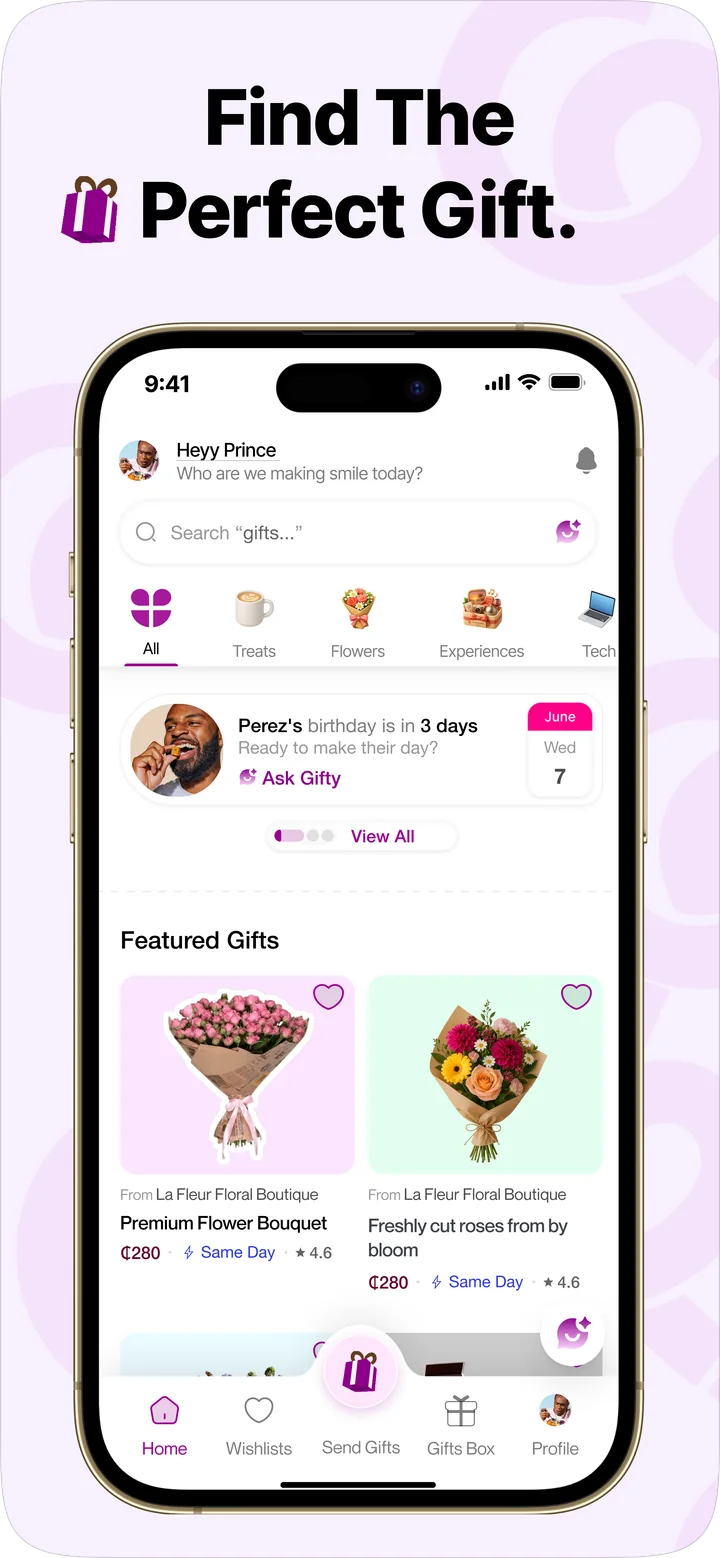 Find The
Perfect Gift.
9:41
Heyy Prince
Who are we making smile today?
Search “gifts...”
All
Treats
Flowers
Experiences
Tech
Perez's birthday is in 3 days
Ready to make their day?
Ask Gifty
June
Wed
7
View All
Featured Gifts
From La Fleur Floral Boutique
Premium Flower Bouquet
₵280 · Same Day · ★ 4.6
From La Fleur Floral Boutique
Freshly cut roses from by
bloom
₵280 · Same Day · ★ 4.6
Home
Wishlists
Send Gifts
Gifts Box
Profile